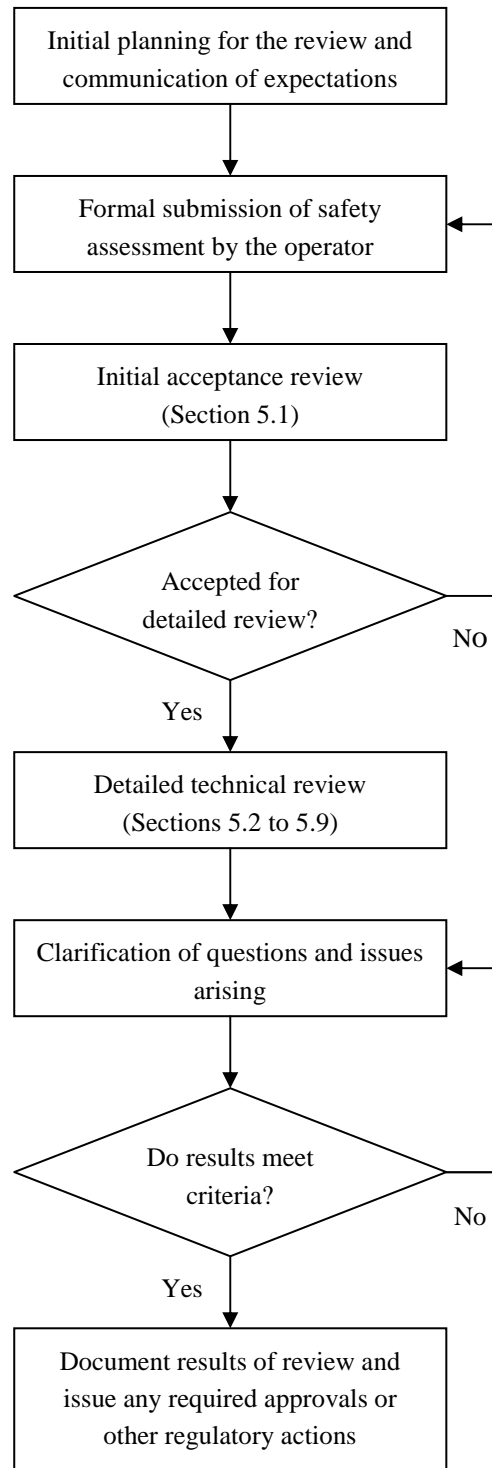 Initial planning for the review and
communication of expectations
Formal submission of safety
assessment by the operator
Initial acceptance review
(Section 5.1)
Accepted for
detailed review?
No
Yes
Detailed technical review
(Sections 5.2 to 5.9)
Clarification of questions and issues
arising
Do results meet
criteria?
No
Yes
Document results of review and
issue any required approvals or
other regulatory actions